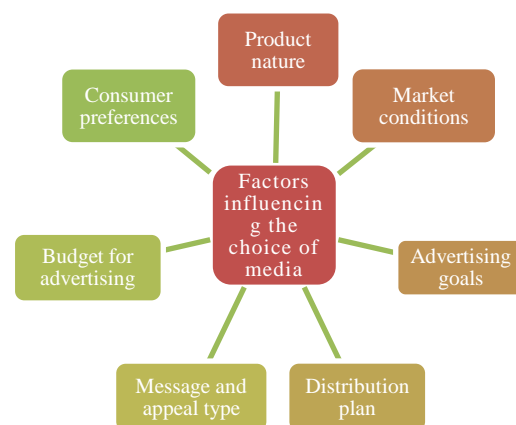 Product
nature
Consumer
preferences
Market
conditions
Factors
influencin
g the
choice of
media
Budget for
advertising
Advertising
goals
Message and
appeal type
Distribution
plan